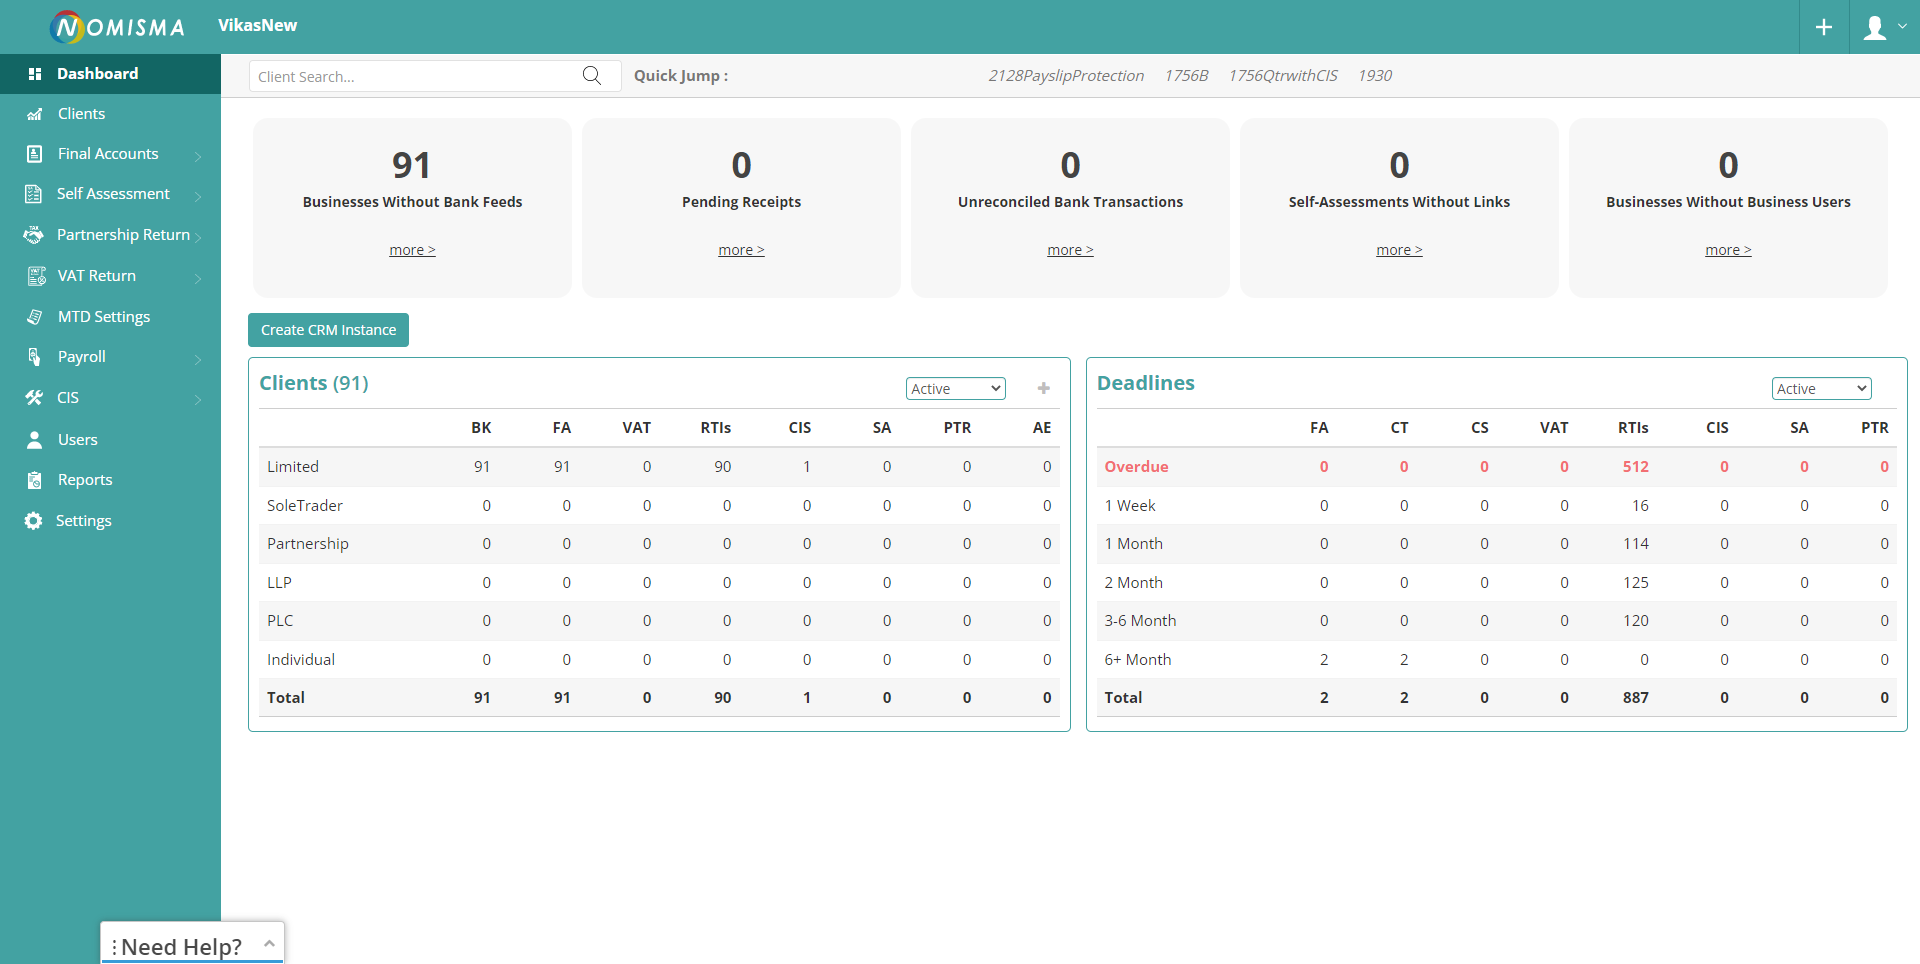 NOMISMA VikasNew
Dashboard
Clients
Final Accounts
Self Assessment
Partnership Return
VAT Return
MTD Settings
Payroll
CIS
Users
Reports
Settings
Client Search...
Quick Jump : 2128PayslipProtection 1756B 1756QtrwithCIS 1930
91
Businesses Without Bank Feeds
more >
0
Pending Receipts
more >
0
Unreconciled Bank Transactions
more >
0
Self-Assessments Without Links
more >
0
Businesses Without Business Users
more >
Create CRM Instance
Clients (91) Active
BK FA VAT RTIs CIS SA PTR AE
Limited 91 91 0 90 1 0 0 0
SoleTrader 0 0 0 0 0 0 0 0
Partnership 0 0 0 0 0 0 0 0
LLP 0 0 0 0 0 0 0 0
PLC 0 0 0 0 0 0 0 0
Individual 0 0 0 0 0 0 0 0
Total 91 91 0 90 1 0 0 0
Deadlines Active
FA CT CS VAT RTIs CIS SA PTR
Overdue 0 0 0 0 512 0 0 0
1 Week 0 0 0 0 16 0 0 0
1 Month 0 0 0 0 114 0 0 0
2 Month 0 0 0 0 125 0 0 0
3-6 Month 0 0 0 0 120 0 0 0
6+ Month 2 2 0 0 0 0 0 0
Total 2 2 0 0 887 0 0 0
Need Help?